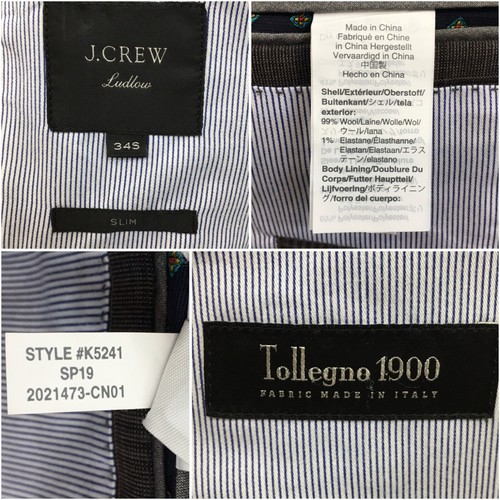 J.CREW
Ludlow
34S
SLIM
Made in China
Fabriqué en Chine
in China Hergestellt
Vervaardigd in China
中国製
Hecho en China
Shell/Extérieur/Oberstoff/
Buitenkant/シェル/tela
exterior:
99% Wool/Laine/Wolle/Wol/
ウール/lana
1% Elastane/Élasthanne/
Elastan/Elastaan/エラス
テーン/elastano
Body Lining/Doublure Du
Corps/Futter Hauptteil/
Lijfvoering/ボディライニン
グ/forro del cuerpo:
STYLE #K5241
SP19
2021473-CN01
Tollegno 1900
FABRIC MADE IN ITALY